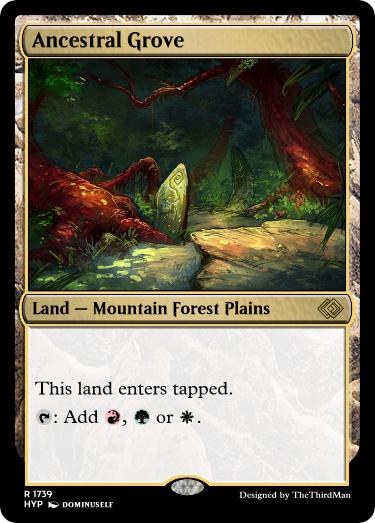 Ancestral Grove
Land — Mountain Forest Plains
This land enters tapped.
: Add , or .
R 1739
HYP DOMINUSELF
Designed by TheThirdMan